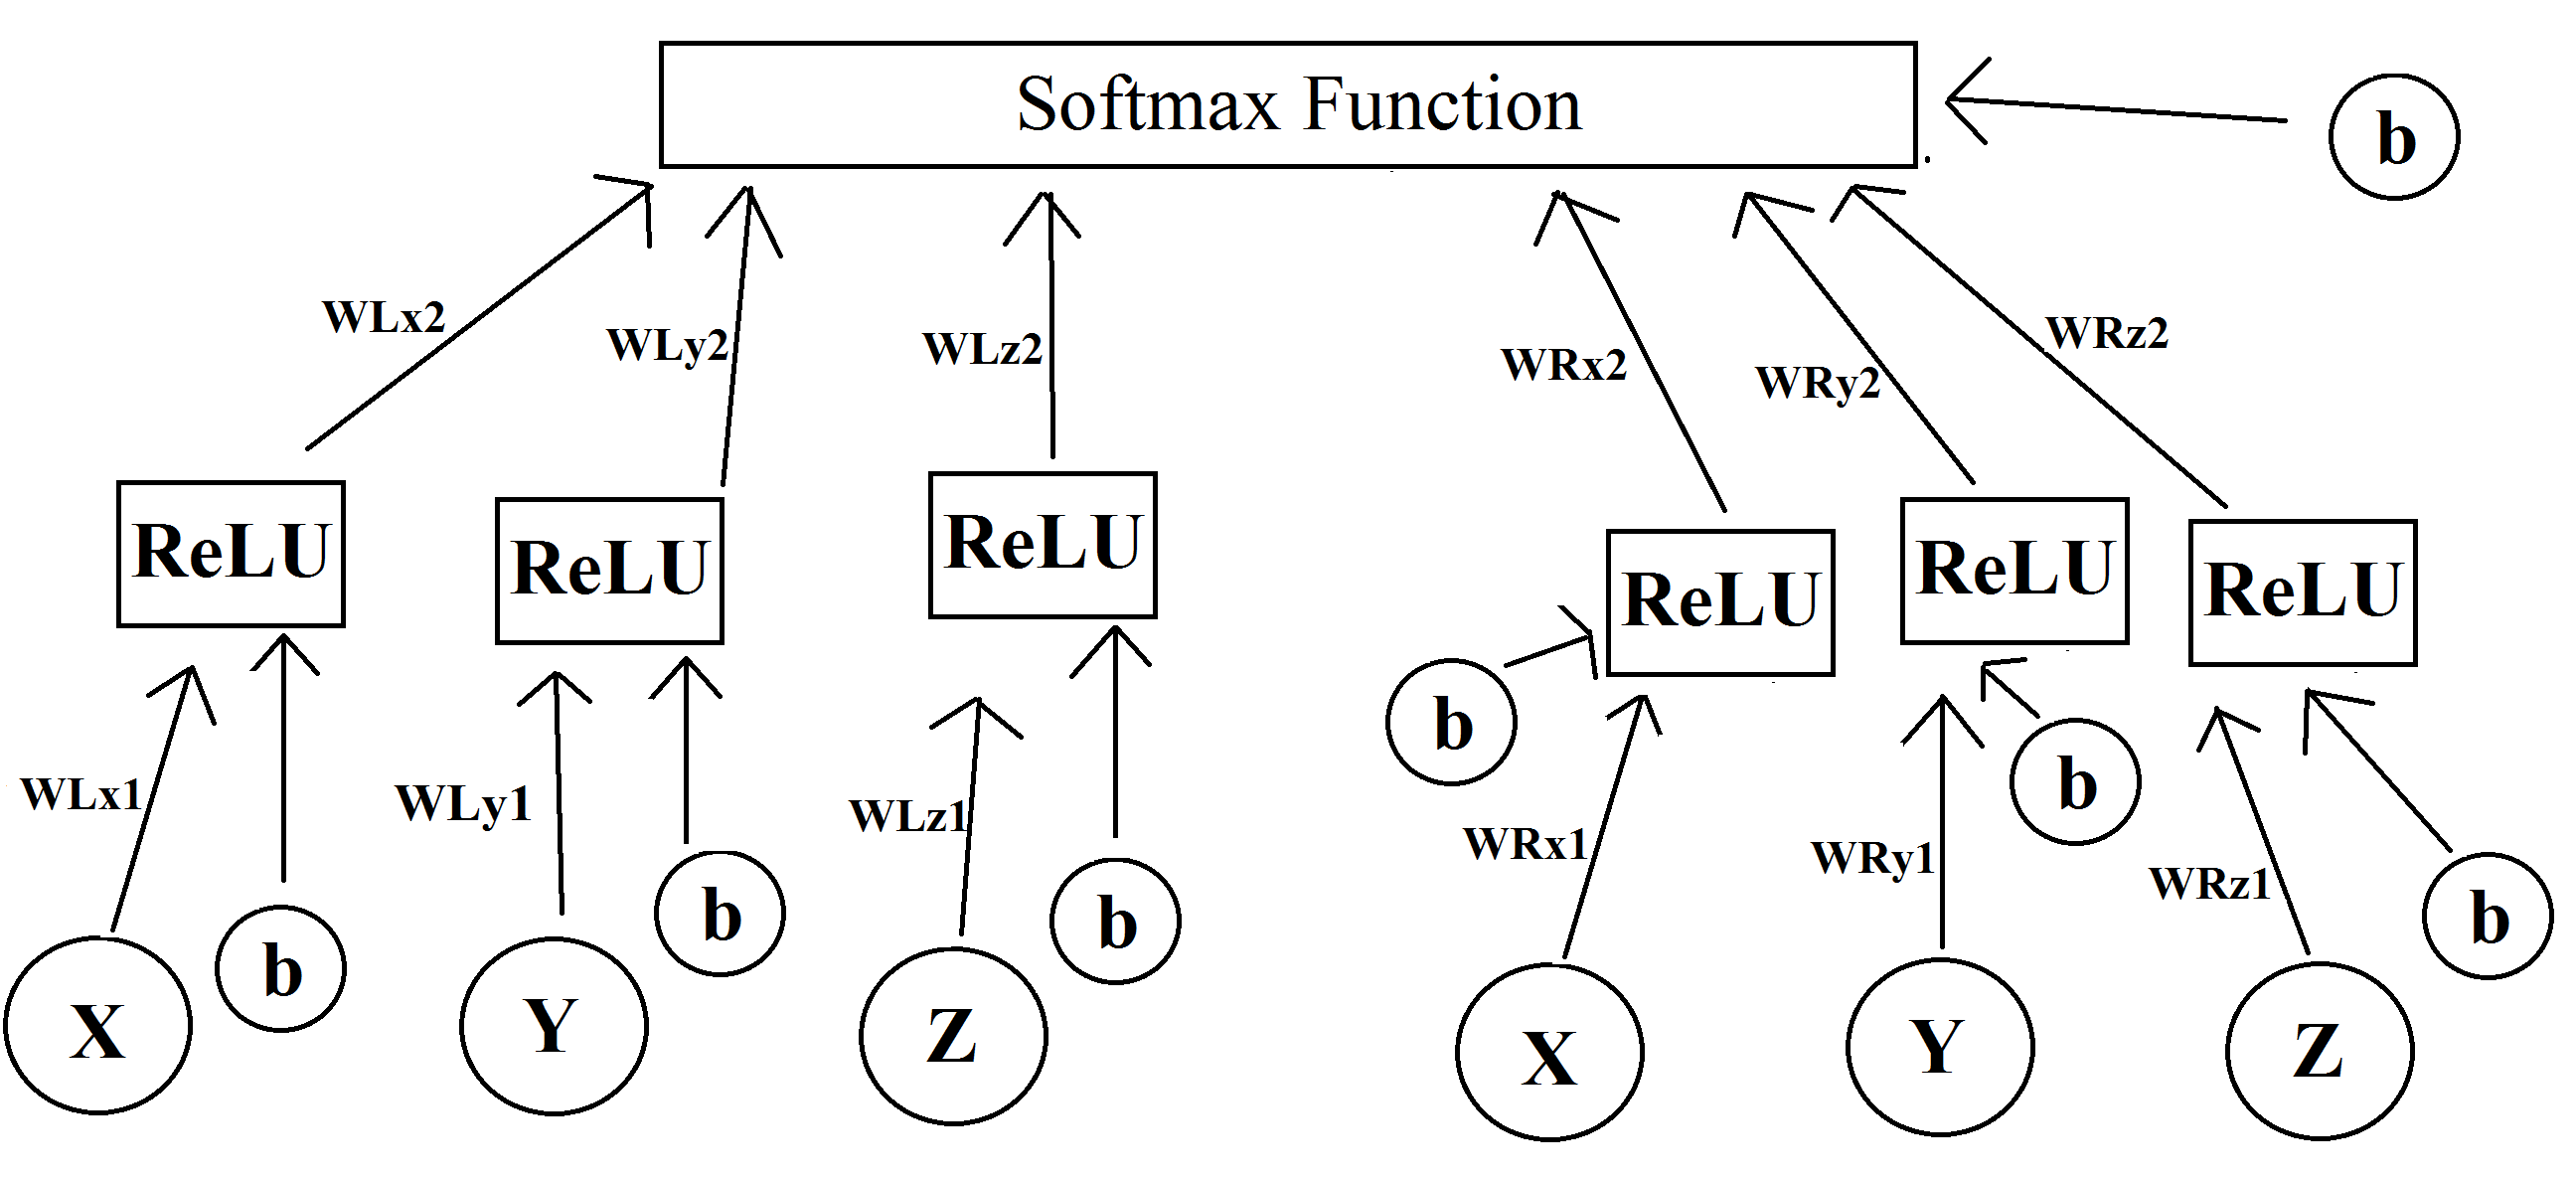 Softmax Function
b
WLx2
WLy2
WLz2
WRx2
WRy2
WRz2
ReLU
ReLU
ReLU
ReLU
ReLU
ReLU
WLx1
WLy1
WLz1
b
WRx1
WRy1
b
WRz1
b
X
b
Y
b
Z
b
X
Y
Z